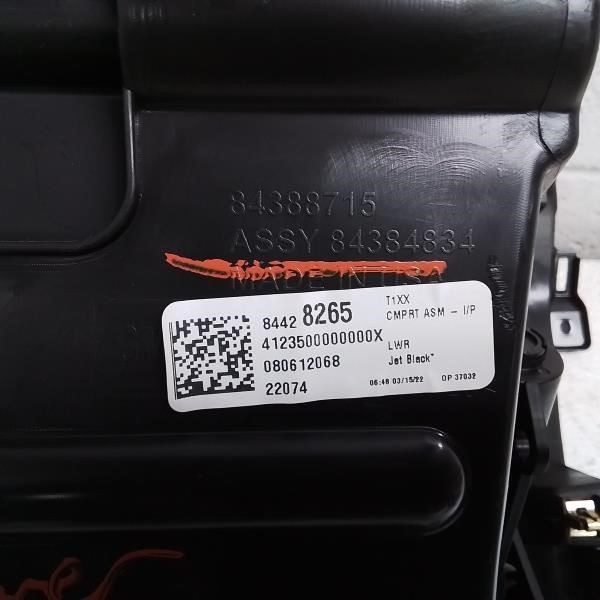 84388715
ASSY 84384834
MADE IN USA
8442 8265
T1XX
CMPRT ASM - I/P
4123500000000X
LWR
080612068
Jet Black"
22074
06:48 03/15/22
OP 37032